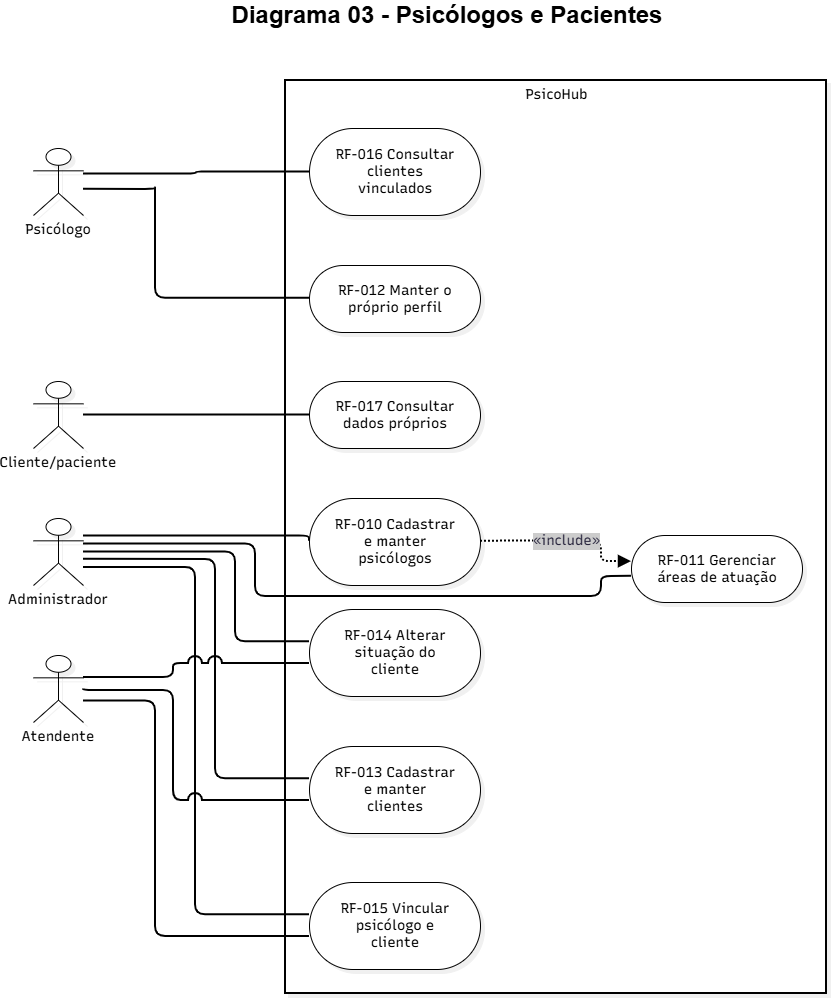 Diagrama 03 - Psicólogos e Pacientes
PsicoHub
RF-016 Consultar
clientes
vinculados
Psicólogo
RF-012 Manter o
próprio perfil
RF-017 Consultar
dados próprios
Cliente/paciente
RF-010 Cadastrar
e manter
psicólogos
«include»
RF-011 Gerenciar
áreas de atuação
Administrador
RF-014 Alterar
situação do
cliente
Atendente
RF-013 Cadastrar
e manter
clientes
RF-015 Vincular
psicólogo e
cliente